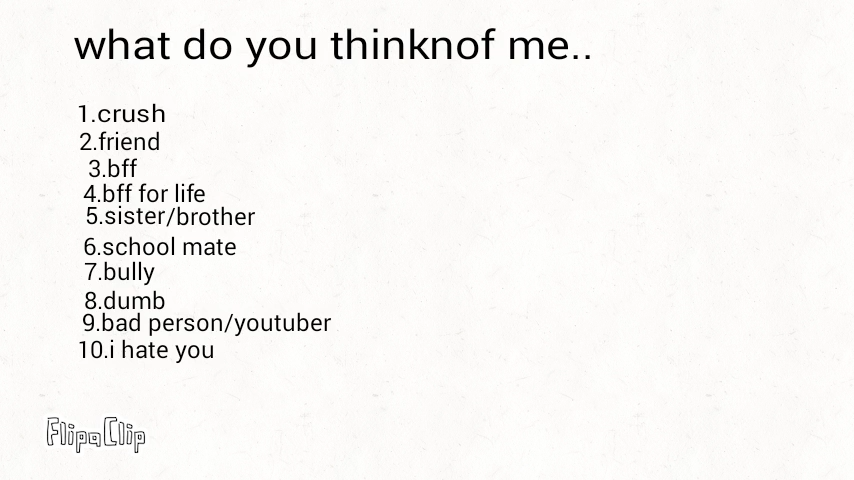 what do you thinknof me..
1.crush
2.friend
3.bff
4.bff for life
5.sister/brother
6.school mate
7.bully
8.dumb
9.bad person/youtuber
10.i hate you
FlipaClip